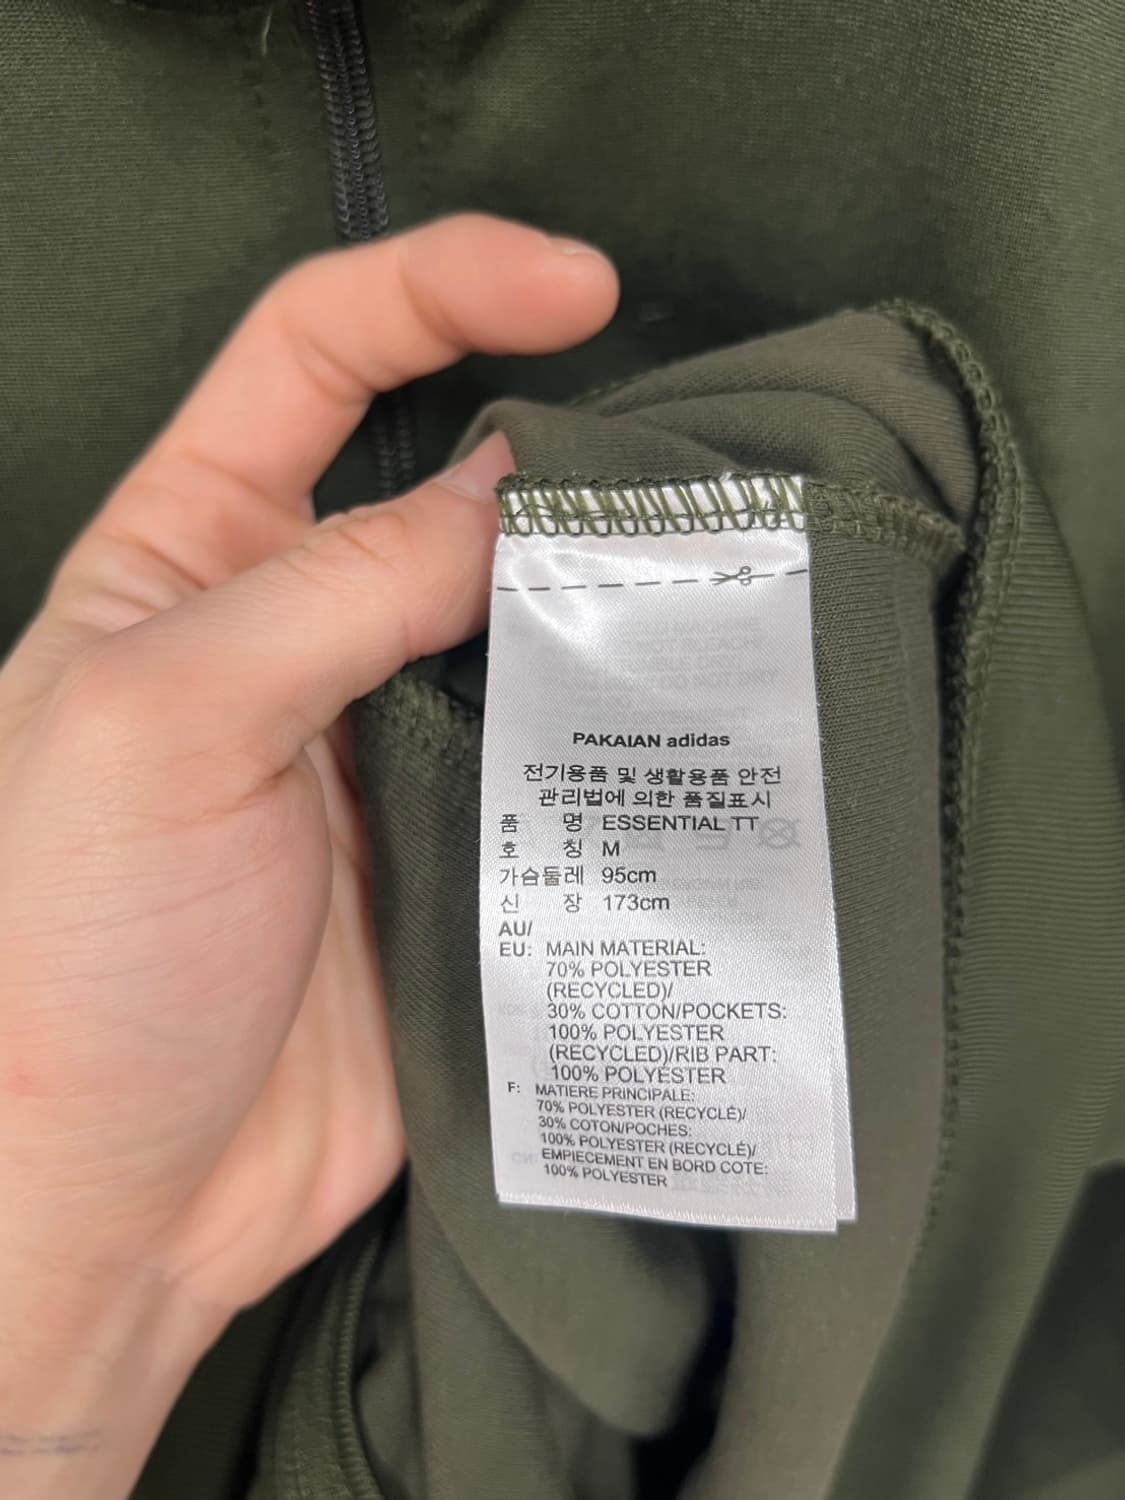 PAKAIAN adidas
전기용품 및 생활용품 안전
관리법에 의한 품질표시
품 명 ESSENTIAL TT
호 칭 M
가슴둘레 95cm
신 장 173cm
AU/
EU: MAIN MATERIAL:
70% POLYESTER
(RECYCLED)/
30% COTTON/POCKETS:
100% POLYESTER
(RECYCLED)/RIB PART:
100% POLYESTER
F: MATIERE PRINCIPALE:
70% POLYESTER (RECYCLÉ)/
30% COTON/POCHES:
100% POLYESTER (RECYCLÉ)/
EMPIECEMENT EN BORD COTE:
100% POLYESTER